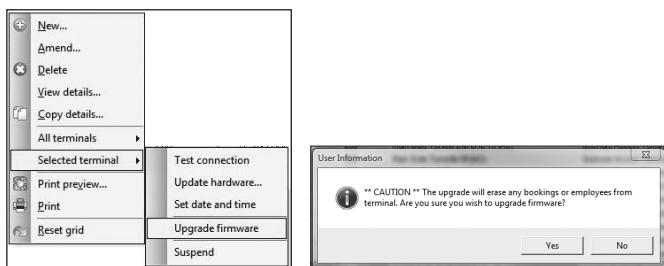 New...
Amend...
Delete
View details...
Copy details...
All terminals
Selected terminal
Print preview...
Print
Reset grid
Test connection
Update hardware...
Set date and time
Upgrade firmware
Suspend
User Information
** CAUTION ** The upgrade will erase any bookings or employees from
terminal. Are you sure you wish to upgrade firmware?
Yes
No